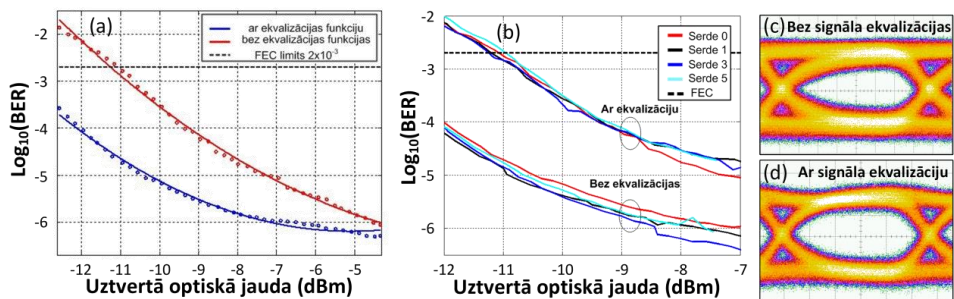 (a)
ar ekvalizācijas funkciju
bez ekvalizācijas funkcijas
FEC limits 2x10⁻³
-2
-3
-4
-5
-6
Log₁₀(BER)
-12 -11 -10 -9 -8 -7 -6 -5
Uztvertā optiskā jauda (dBm)
(b)
Serde 0
Serde 1
Serde 3
Serde 5
FEC
Ar ekvalizāciju
Bez ekvalizācijas
-2
-3
-4
-5
-6
Log₁₀(BER)
-12 -11 -10 -9 -8 -7
Uztvertā optiskā jauda (dBm)
(c) Bez signāla ekvalizācijas
(d) Ar signāla ekvalizāciju